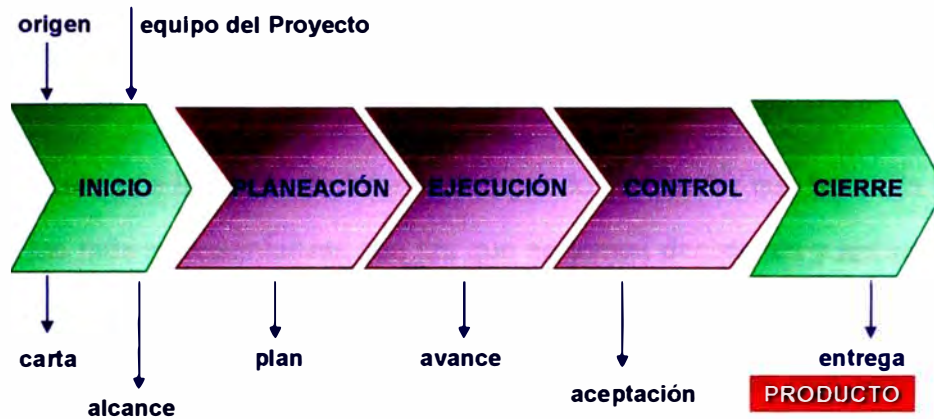 origen
equipo del Proyecto
INICIO
PLANEACIÓN
EJECUCIÓN
CONTROL
CIERRE
carta
alcance
plan
avance
aceptación
entrega
PRODUCTO